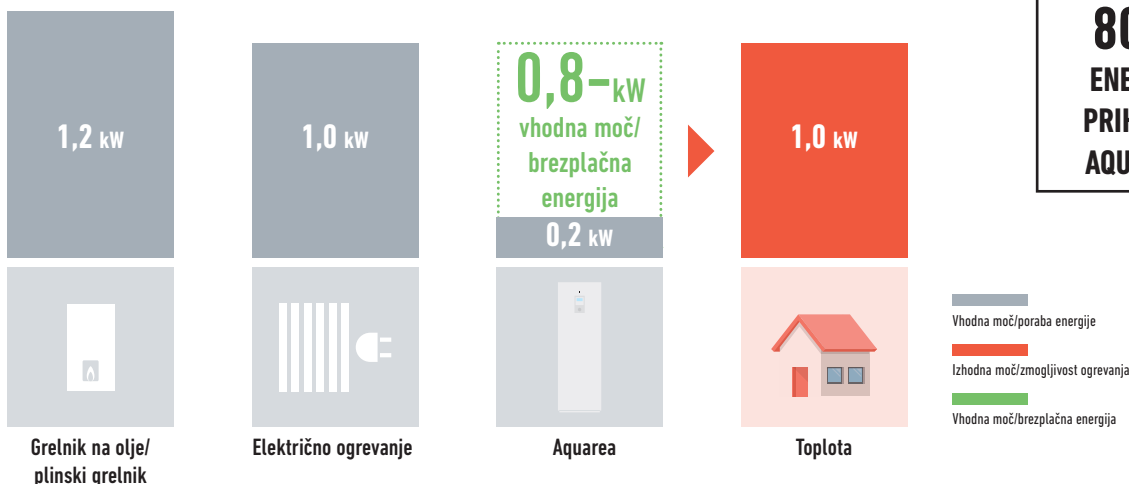 1,2 kW
1,0 kW
0,8-kW
vhodna moč/
brezplačna
energija
0,2 kW
1,0 kW
Grelnik na olje/
plinski grelnik
Električno ogrevanje
Aquarea
Toplota
Vhodna moč/poraba energije
Izhodna moč/zmogljivost ogrevanja
Vhodna moč/brezplačna energija